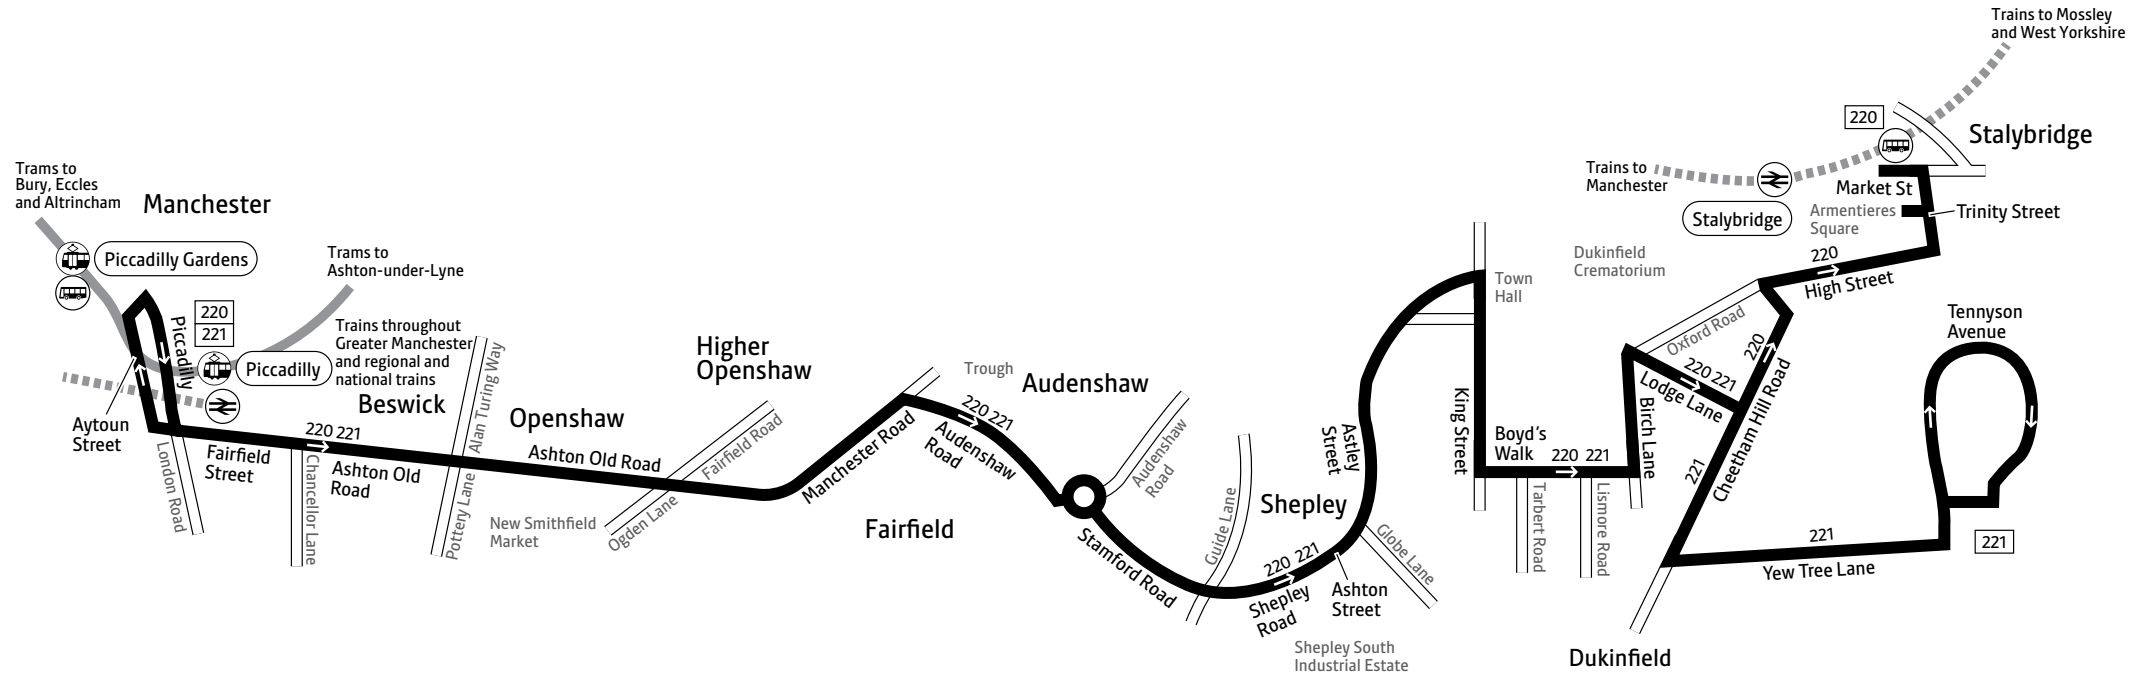 Trams to
Bury, Eccles
and Altrincham
Manchester
Piccadilly Gardens
Trams to
Ashton-under-Lyne
220
221
Piccadilly
Piccadilly
Trains throughout
Greater Manchester
and regional and
national trains
Beswick
Aytoun
Street
London Road
Fairfield
Street
220 221
Chancellor Lane
Ashton Old
Road
Alan Turing Way
Pottery Lane
Openshaw
Ashton Old Road
New Smithfield
Market
Ogden Lane
Fairfield Road
Higher
Openshaw
Manchester Road
Fairfield
Trough
Audenshaw
220 221
Audenshaw
Road
Audenshaw
Road
Stamford Road
Guide Lane
Shepley
220 221
Shepley
Road
Ashton
Street
Shepley South
Industrial Estate
Globe Lane
Astley
Street
Town
Hall
King Street
Boyd's
Walk
220 221
Tarbert Road
Lismore Road
Birch Lane
Dukinfield
Crematorium
Oxford Road
220 221
Lodge Lane
220
Cheetham Hill Road
221
Dukinfield
221
Yew Tree Lane
221
Tennyson
Avenue
220
High Street
Trinity Street
Armentieres
Square
Market St
Stalybridge
Trains to
Manchester
220
Stalybridge
Trains to Mossley
and West Yorkshire